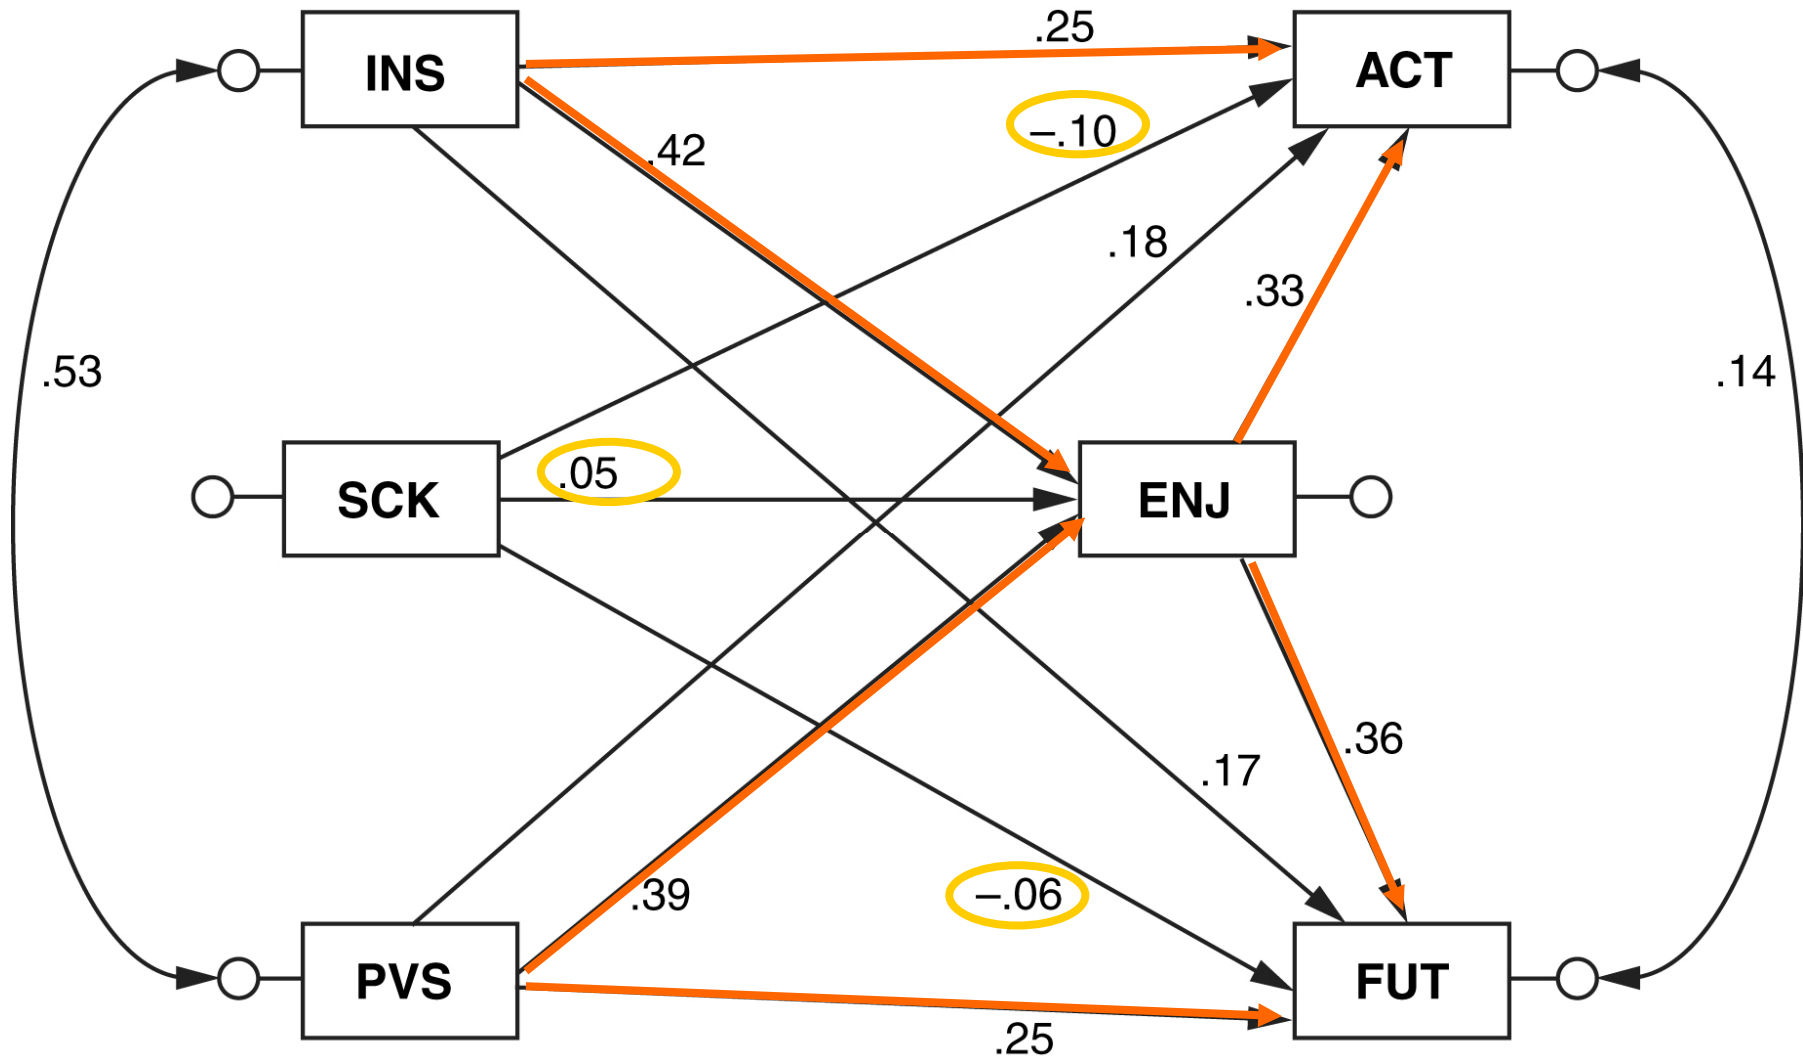 INS
.25
ACT
–.10
.42
.18
.33
.53
.14
SCK
.05
ENJ
.36
.17
.39
–.06
PVS
FUT
.25